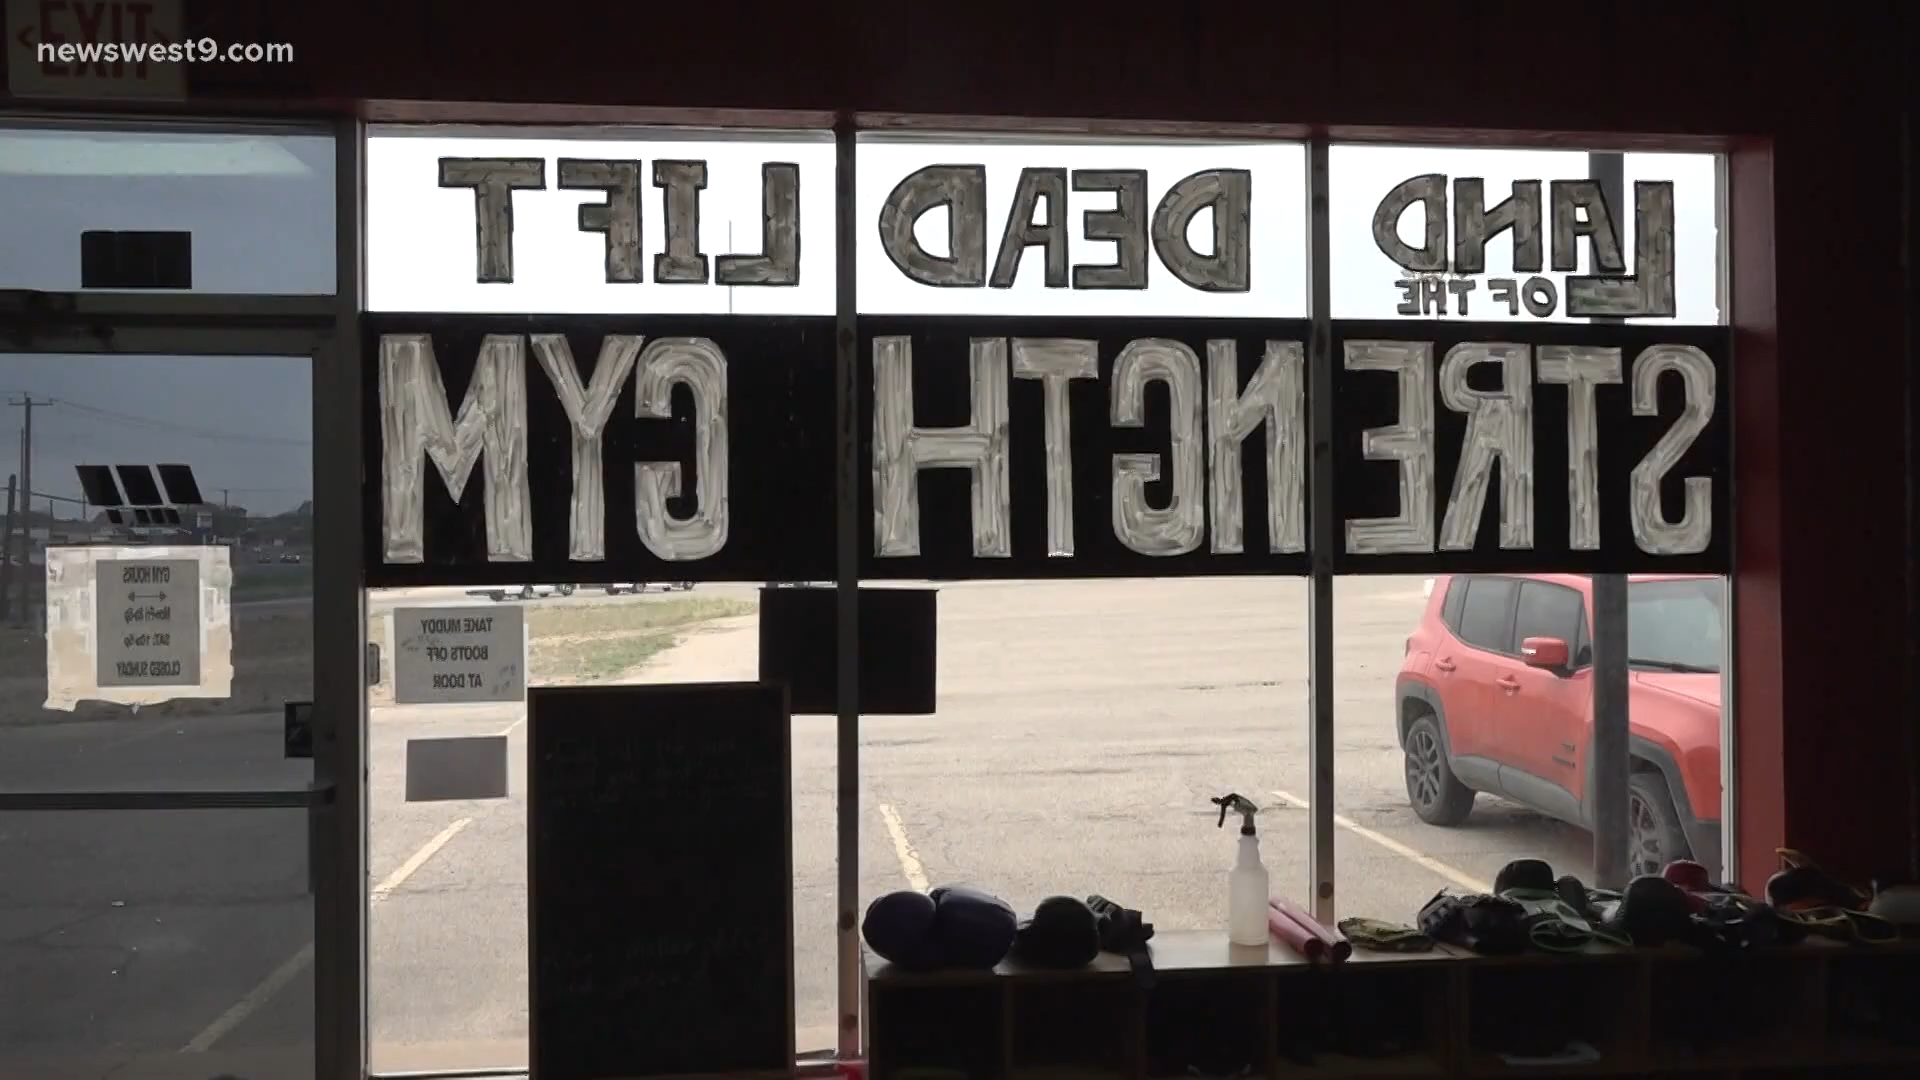 EXIT
newswest9.com
LAND OF THE DEAD LIFT
STRENGTH GYM
GYM HOURS
CLOSED SUNDAY
TAKE MUDDY
BOOTS OFF
AT DOOR